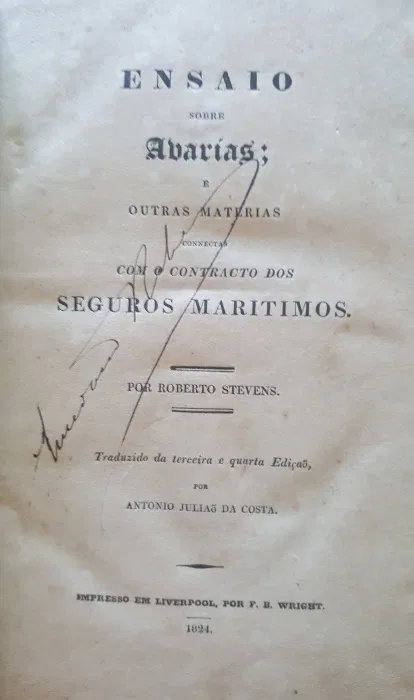 ENSAIO
SOBRE
Avarias;
E
OUTRAS MATERIAS
CONNECTAS
COM O CONTRACTO DOS
SEGUROS MARITIMOS.
POR ROBERTO STEVENS.
Traduzido da terceira e quarta Ediçaõ,
POR
ANTONIO JULIAÕ DA COSTA.
IMPRESSO EM LIVERPOOL, POR F. B. WRIGHT.
1824.